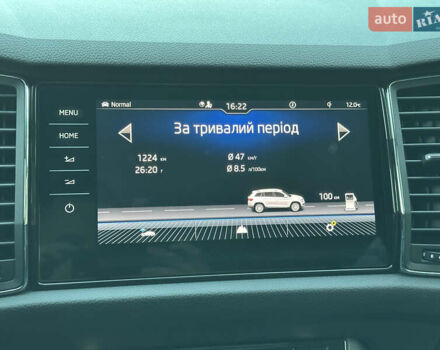 auto RIA
MENU
HOME
Normal
16:22
12.0°C
За тривалий період
1224 км
26:20 г
Ø 47 км/г
Ø 8.5 л/100км
100 км